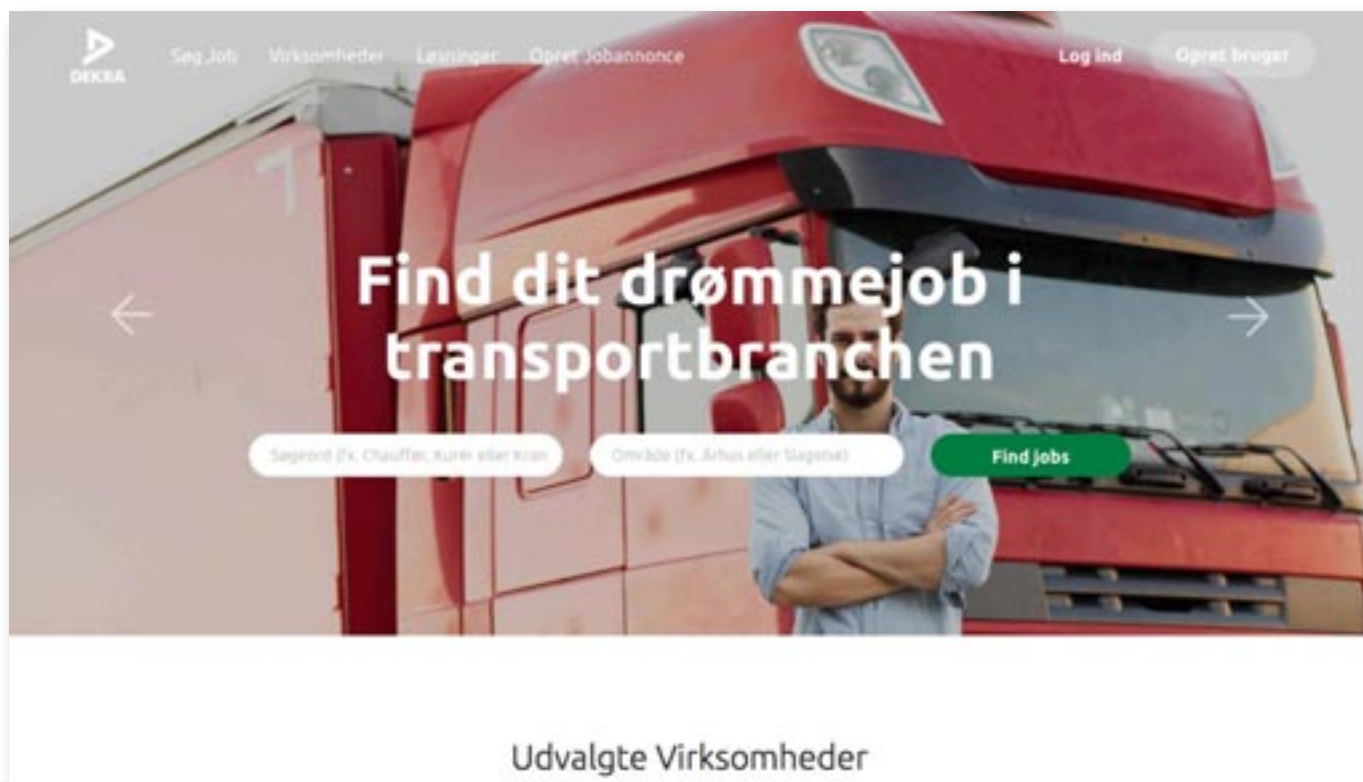 DEKRA
Søg Job Virksomheder Løsninger Opret Jobannonce Log ind Opret bruger
Find dit drømmejob i
transportbranchen
Søgeord (fx. Chauffør, Kurér eller Kran Område (fx. Århus eller Slagelse) Find jobs
Udvalgte Virksomheder